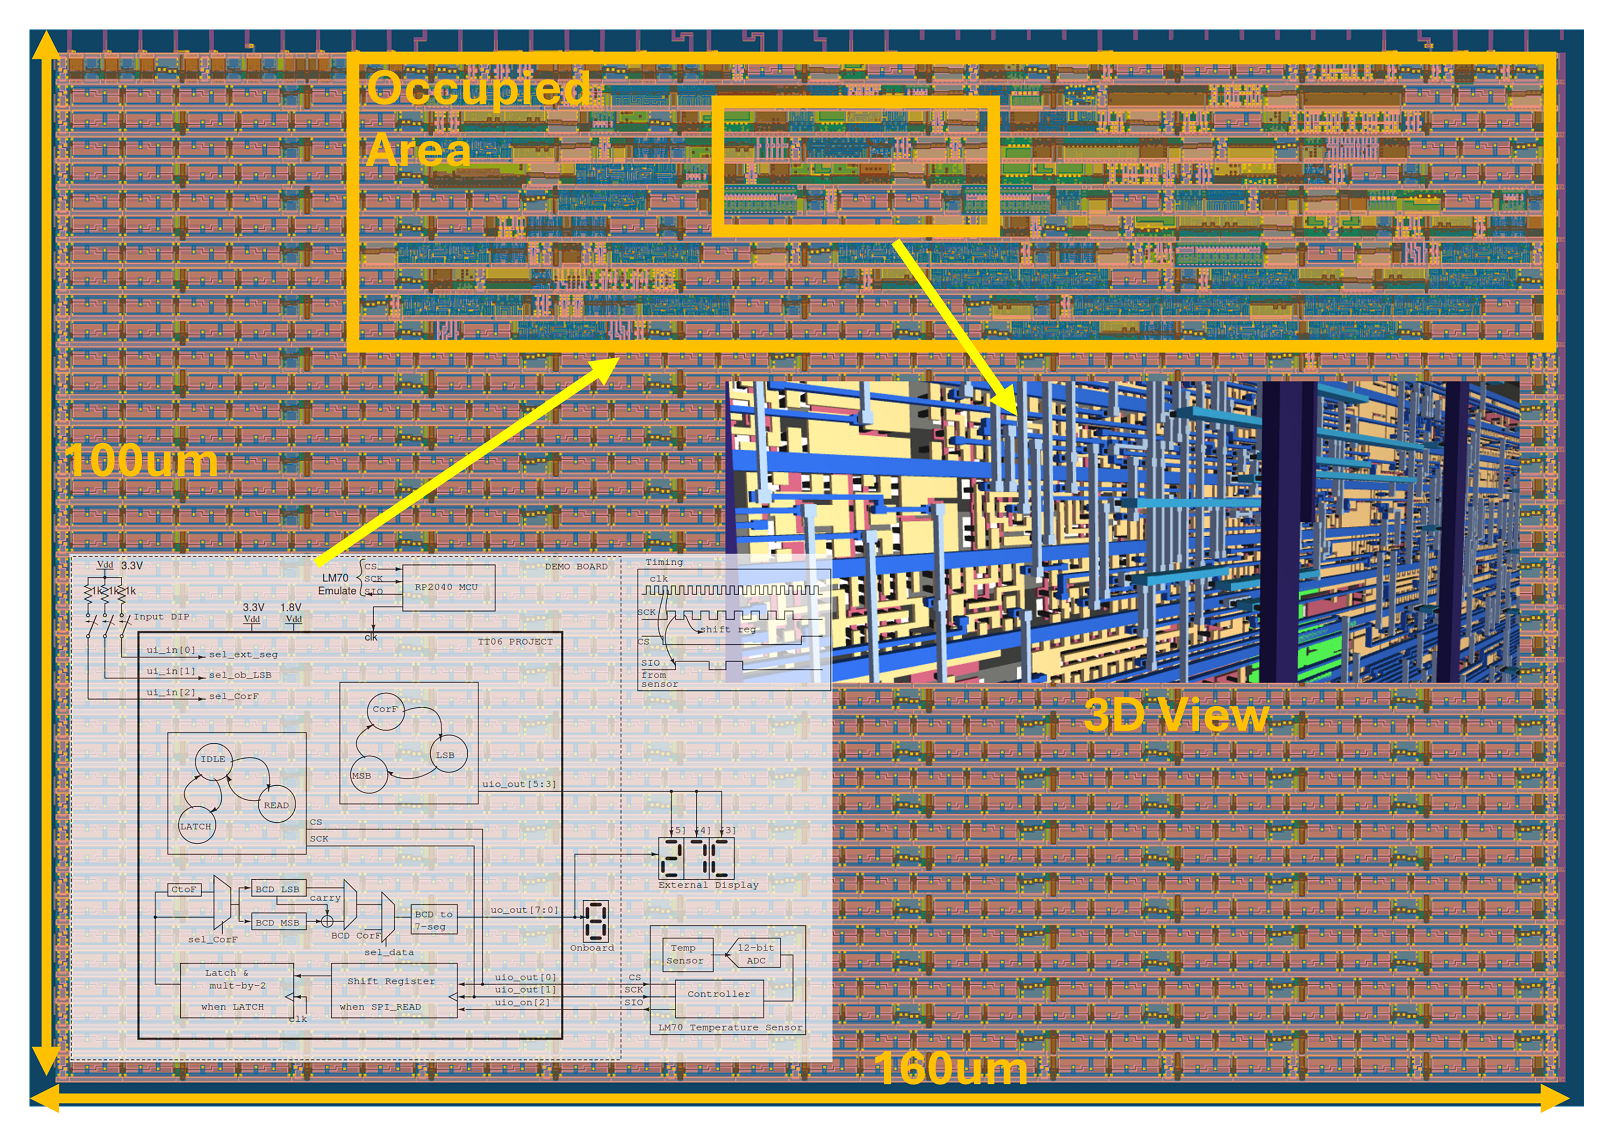 Occupied
Area
100um
160um
3D View
Vdd 3.3V
1k 1k 1k
Input DIP
LM70
Emulate
CS
SCK
SIO
RP2040 MCU
DEMO BOARD
3.3V 1.8V
Vdd Vdd
clk
TT06 PROJECT
ui_in[0] sel_ext_seg
ui_in[1] sel_ob_LSB
ui_in[2] sel_CorF
Timing
clk
SCK
shift reg
CS
SIO
from
sensor
CorF
LSB
MSB
IDLE
READ
LATCH
CS
SCK
uio_out[5:3]
5] 4] 3]
External Display
CtoF
sel_CorF
BCD LSB
carry
BCD MSB
BCD CorF
sel_data
BCD to
7-seg
uo_out[7:0]
Onboard
Latch &
mult-by-2
when LATCH
clk
Shift Register
when SPI_READ
uio_out[0] CS
uio_out[1] SCK
uio_on[2] SIO
Temp
Sensor
12-bit
ADC
Controller
LM70 Temperature Sensor